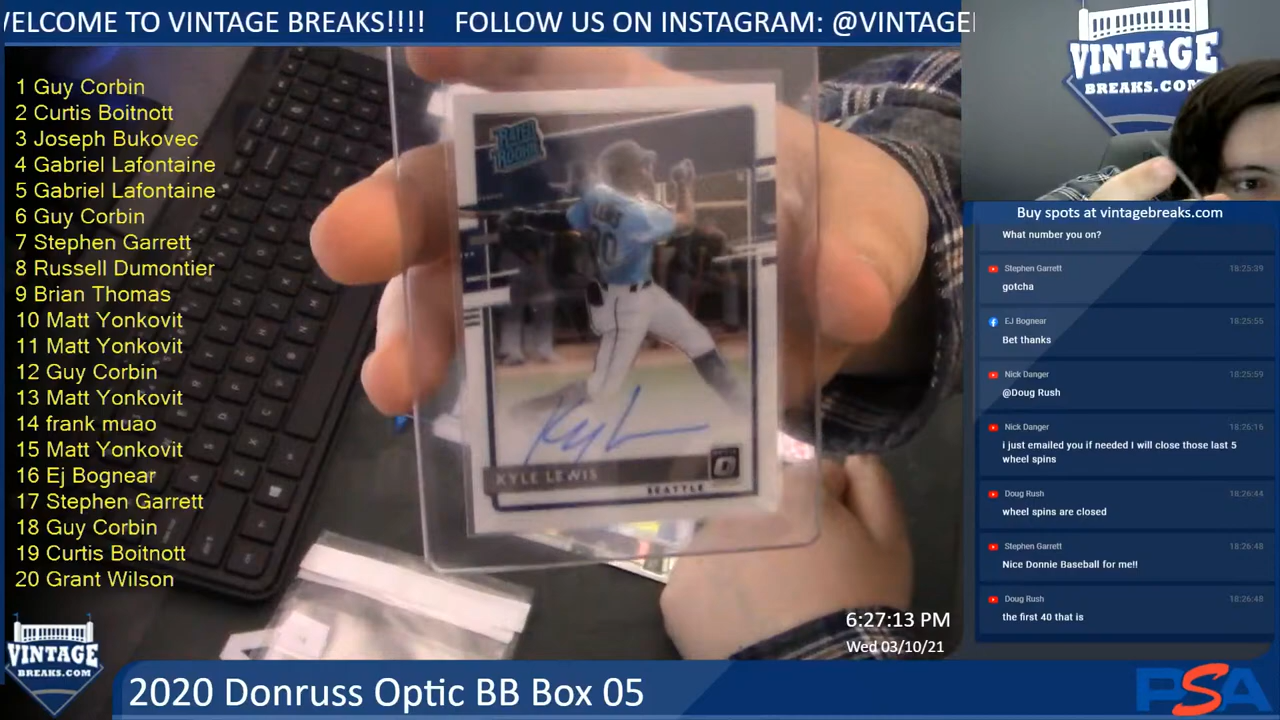 WELCOME TO VINTAGE BREAKS!!!! FOLLOW US ON INSTAGRAM: @VINTAGE
1 Guy Corbin
2 Curtis Boitnott
3 Joseph Bukovec
4 Gabriel Lafontaine
5 Gabriel Lafontaine
6 Guy Corbin
7 Stephen Garrett
8 Russell Dumontier
9 Brian Thomas
10 Matt Yonkovit
11 Matt Yonkovit
12 Guy Corbin
13 Matt Yonkovit
14 frank muao
15 Matt Yonkovit
16 Ej Bognear
17 Stephen Garrett
18 Guy Corbin
19 Curtis Boitnott
20 Grant Wilson
RATED
ROOKIE
KYLE LEWIS
SEATTLE
6:27:13 PM
Wed 03/10/21
VINTAGE
BREAKS.COM
Buy spots at vintagebreaks.com
What number you on?
Stephen Garrett 18:25:39
gotcha
EJ Bognear 18:25:55
Bet thanks
Nick Danger 18:25:59
@Doug Rush
Nick Danger 18:26:16
i just emailed you if needed I will close those last 5
wheel spins
Doug Rush 18:26:44
wheel spins are closed
Stephen Garrett 18:26:48
Nice Donnie Baseball for me!!
Doug Rush 18:26:48
the first 40 that is
VINTAGE
BREAKS.COM
2020 Donruss Optic BB Box 05
PSA